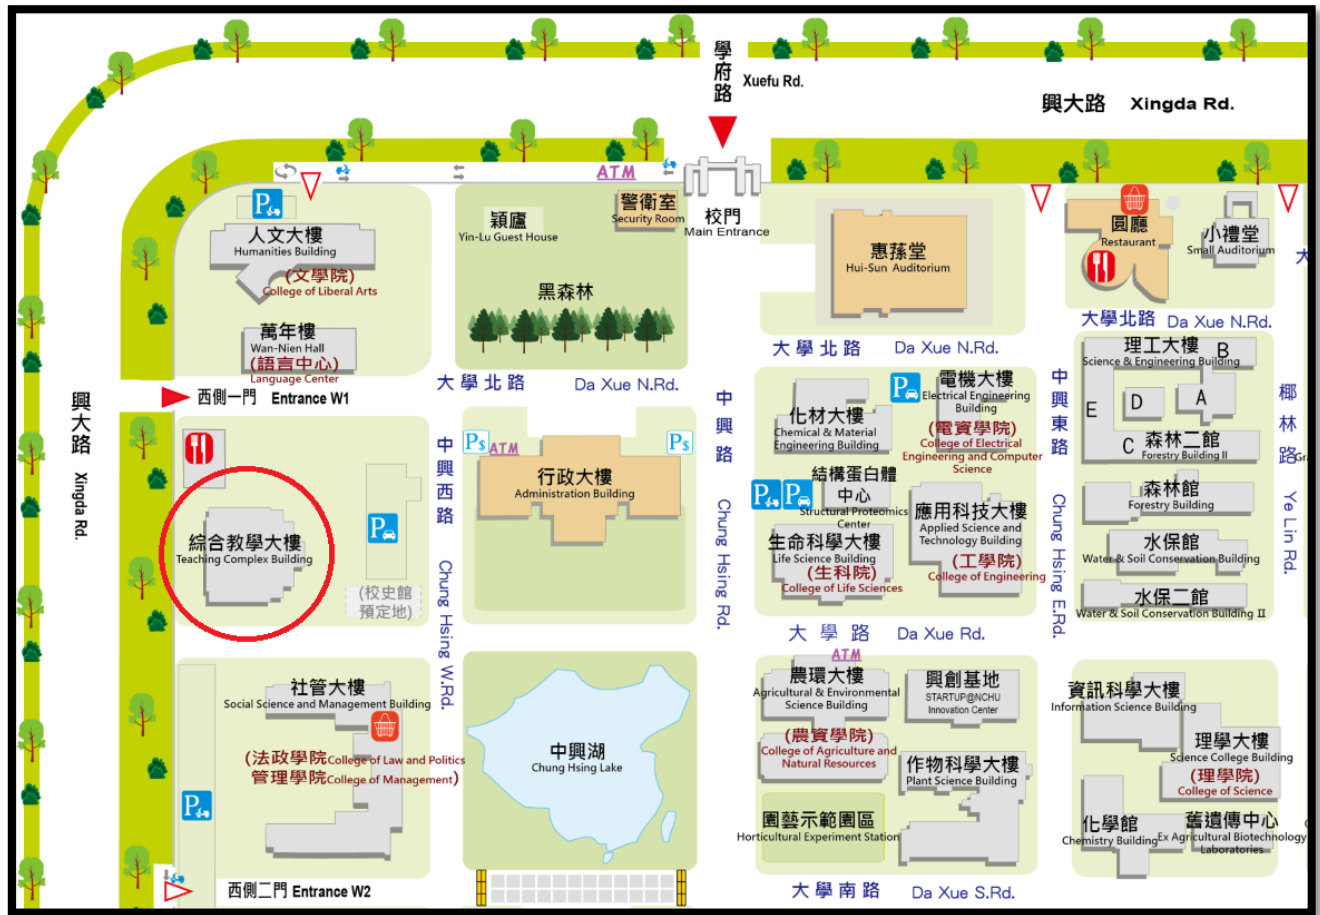 學府路
Xuefu Rd.
興大路 Xingda Rd.
ATM
P
人文大樓
Humanities Building
(文學院)
College of Liberal Arts
萬年樓
Wan-Nien Hall
(語言中心)
Language Center
穎廬
Yin-Lu Guest House
警衛室
Security Room
校門
Main Entrance
黑森林
惠蓀堂
Hui-Sun Auditorium
圓廳
Restaurant
小禮堂
Small Auditorium
大學北路 Da Xue N.Rd.
大學北路 Da Xue N.Rd.
大學北路 Da Xue N.Rd.
西側一門 Entrance W1
興大路
Xingda Rd.
綜合教學大樓
Teaching Complex Building
P
(校史館
預定地)
中興西路
Chung Hsing W.Rd.
P$
ATM
P$
行政大樓
Administration Building
中興路
Chung Hsing Rd.
化材大樓
Chemical & Material
Engineering Building
P
電機大樓
Electrical Engineering
Building
(電資學院)
College of Electrical
Engineering and Computer
Science
結構蛋白體
中心
Structural Proteomics
Center
P
P
應用科技大樓
Applied Science and
Technology Building
(工學院)
College of Engineering
生命科學大樓
Life Science Building
(生科院)
College of Life Sciences
中興東路
Chung Hsing E.Rd.
理工大樓
Science & Engineering Building
A
B
C
D
E
森林二館
Forestry Building II
森林館
Forestry Building
水保館
Water & Soil Conservation Building
水保二館
Water & Soil Conservation Building II
椰林路
Ye Lin Rd.
大
Gra
大學路 Da Xue Rd.
社管大樓
Social Science and Management Building
(法政學院College of Law and Politics
管理學院College of Management)
P
中興湖
Chung Hsing Lake
ATM
農環大樓
Agricultural & Environmental
Science Building
(農資學院)
College of Agriculture and
Natural Resources
興創基地
STARTUP@NCHU
Innovation Center
作物科學大樓
Plant Science Building
園藝示範園區
Horticultural Experiment Station
資訊科學大樓
Information Science Building
理學大樓
Science College Building
(理學院)
College of Science
化學館
Chemistry Building
舊遺傳中心
Ex Agricultural Biotechnology
Laboratories
西側二門 Entrance W2
大學南路 Da Xue S.Rd.